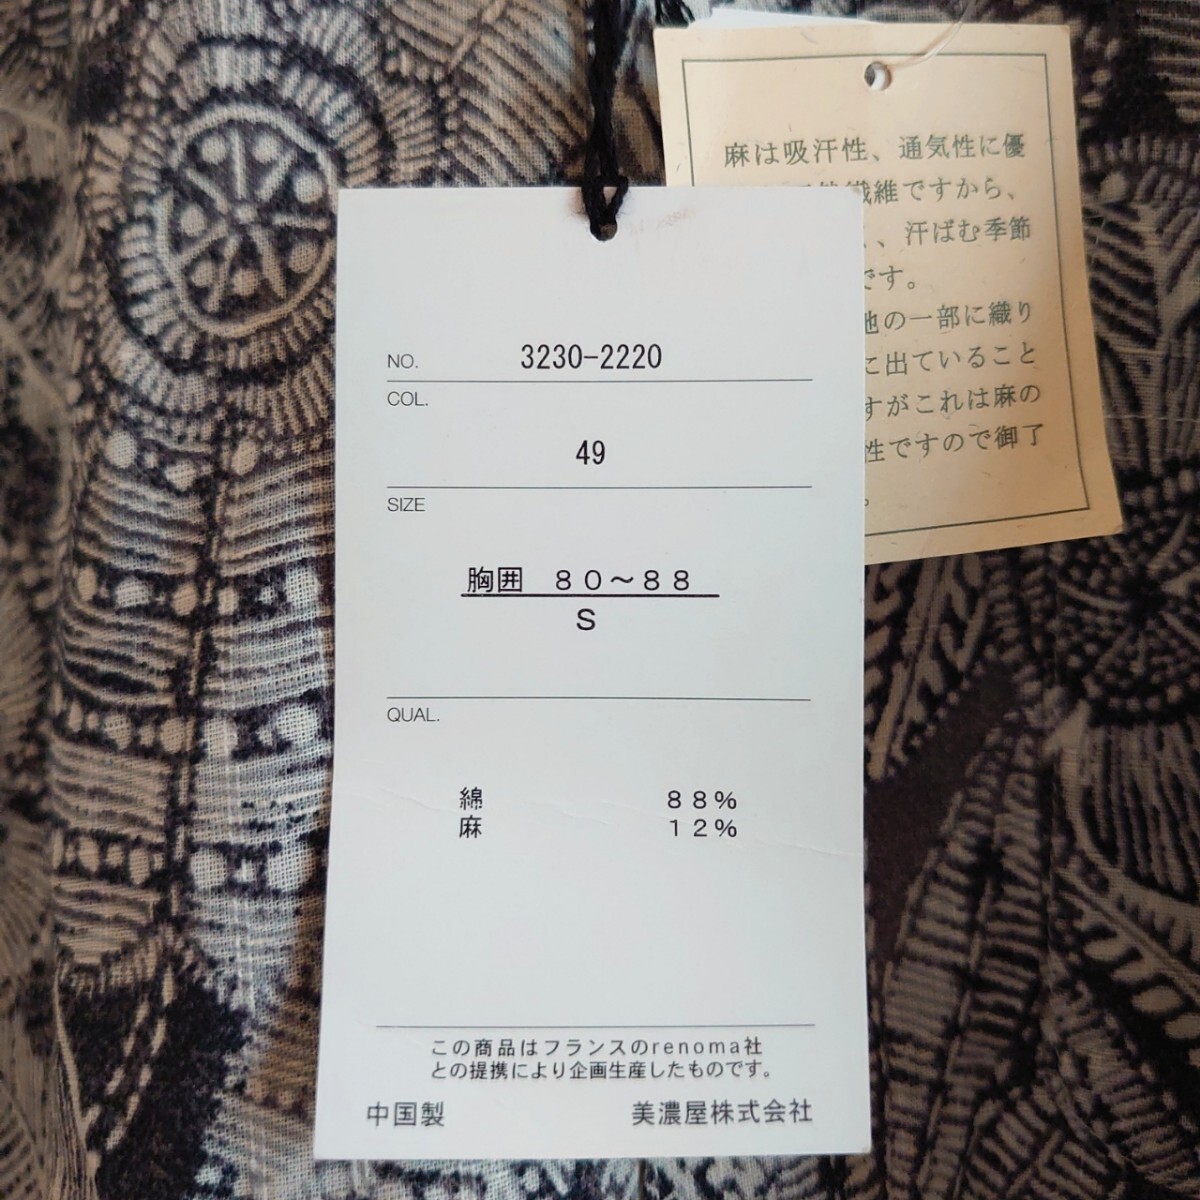 麻は吸汗性、通気性に優
繊維ですから、
、汗ばむ季節
です。
地の一部に織り
に出ていること
すがこれは麻の
性ですので御了
。
NO. 3230-2220
COL.
49
SIZE
胸囲 80~88
S
QUAL.
綿 88%
麻 12%
この商品はフランスのrenoma社
との提携により企画生産したものです。
中国製 美濃屋株式会社